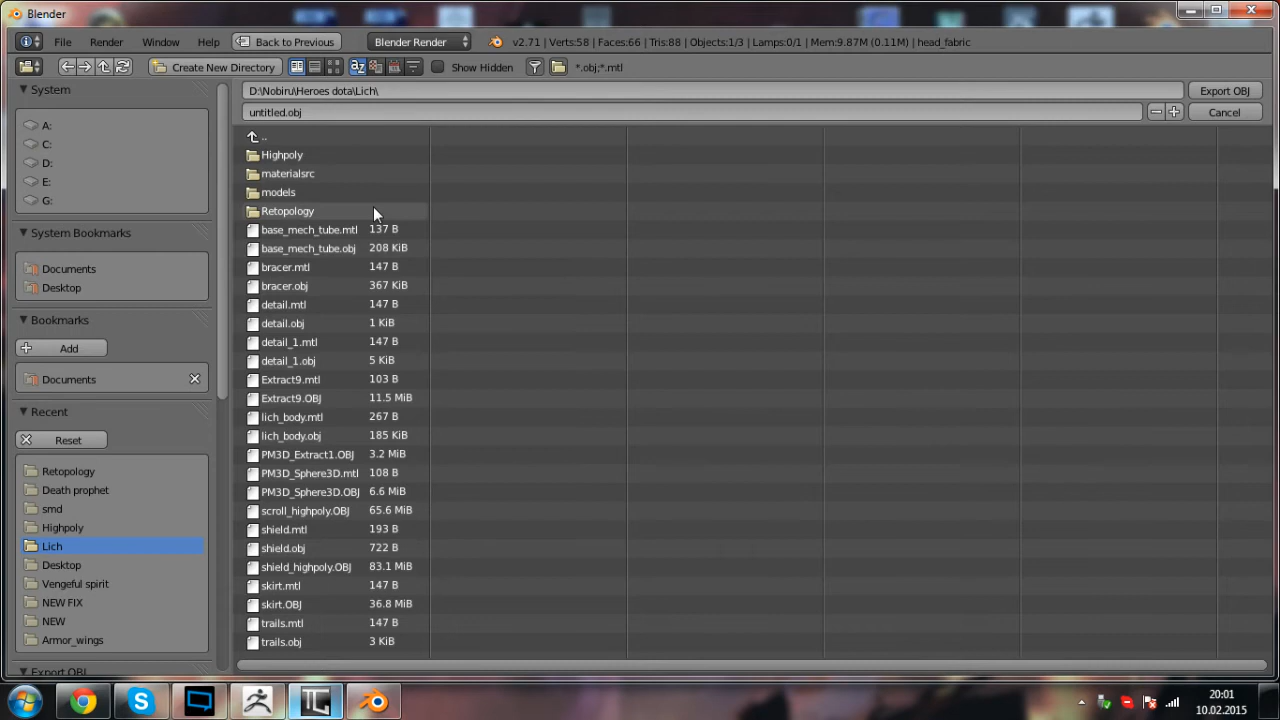 Blender
File Render Window Help Back to Previous Blender Render v2.71 | Verts:58 | Faces:66 | Tris:88 | Objects:1/3 | Lamps:0/1 | Mem:9.87M (0.11M) | head_fabric
Create New Directory Show Hidden *.obj;*.mtl
System
A:
C:
D:
E:
G:
System Bookmarks
Documents
Desktop
Bookmarks
Add
Documents
Recent
Reset
Retopology
Death prophet
smd
Highpoly
Lich
Desktop
Vengeful spirit
NEW FIX
NEW
Armor_wings
Export OBJ
D:\Nobiru\Heroes dota\Lich\ Export OBJ
untitled.obj Cancel
..
Highpoly
materialsrc
models
Retopology
base_mech_tube.mtl 137 B
base_mech_tube.obj 208 KiB
bracer.mtl 147 B
bracer.obj 367 KiB
detail.mtl 147 B
detail.obj 1 KiB
detail_1.mtl 147 B
detail_1.obj 5 KiB
Extract9.mtl 103 B
Extract9.OBJ 11.5 MiB
lich_body.mtl 267 B
lich_body.obj 185 KiB
PM3D_Extract1.OBJ 3.2 MiB
PM3D_Sphere3D.mtl 108 B
PM3D_Sphere3D.OBJ 6.6 MiB
scroll_highpoly.OBJ 65.6 MiB
shield.mtl 193 B
shield.obj 722 B
shield_highpoly.OBJ 83.1 MiB
skirt.mtl 147 B
skirt.OBJ 36.8 MiB
trails.mtl 147 B
trails.obj 3 KiB
20:01
10.02.2015